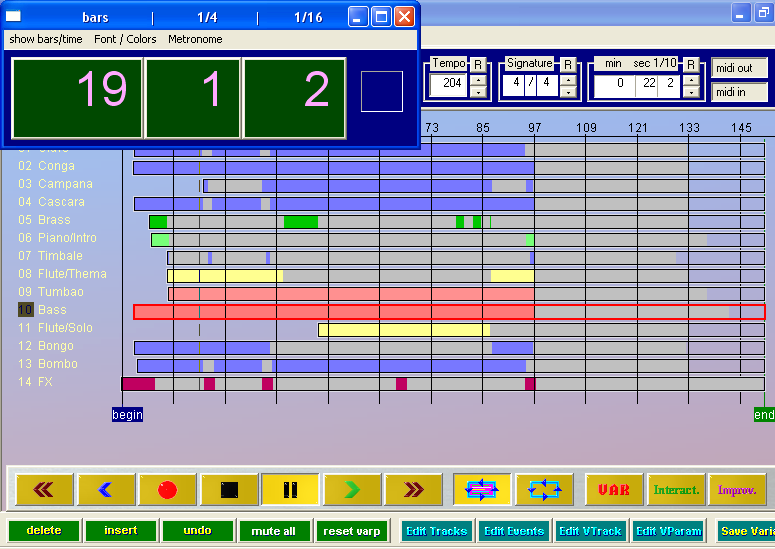 bars | 1/4 | 1/16
show bars/time Font / Colors Metronome
19 1 2
Tempo R Signature R min sec 1/10 R midi out
204 4 / 4 0 22 2 midi in
73 85 97 109 121 133 145
02 Conga
03 Campana
04 Cascara
05 Brass
06 Piano/Intro
07 Timbale
08 Flute/Thema
09 Tumbao
10 Bass
11 Flute/Solo
12 Bongo
13 Bombo
14 FX
begin end
VAR Interact. Improv.
delete insert undo mute all reset varp Edit Tracks Edit Events Edit VTrack Edit VParam Save Vari